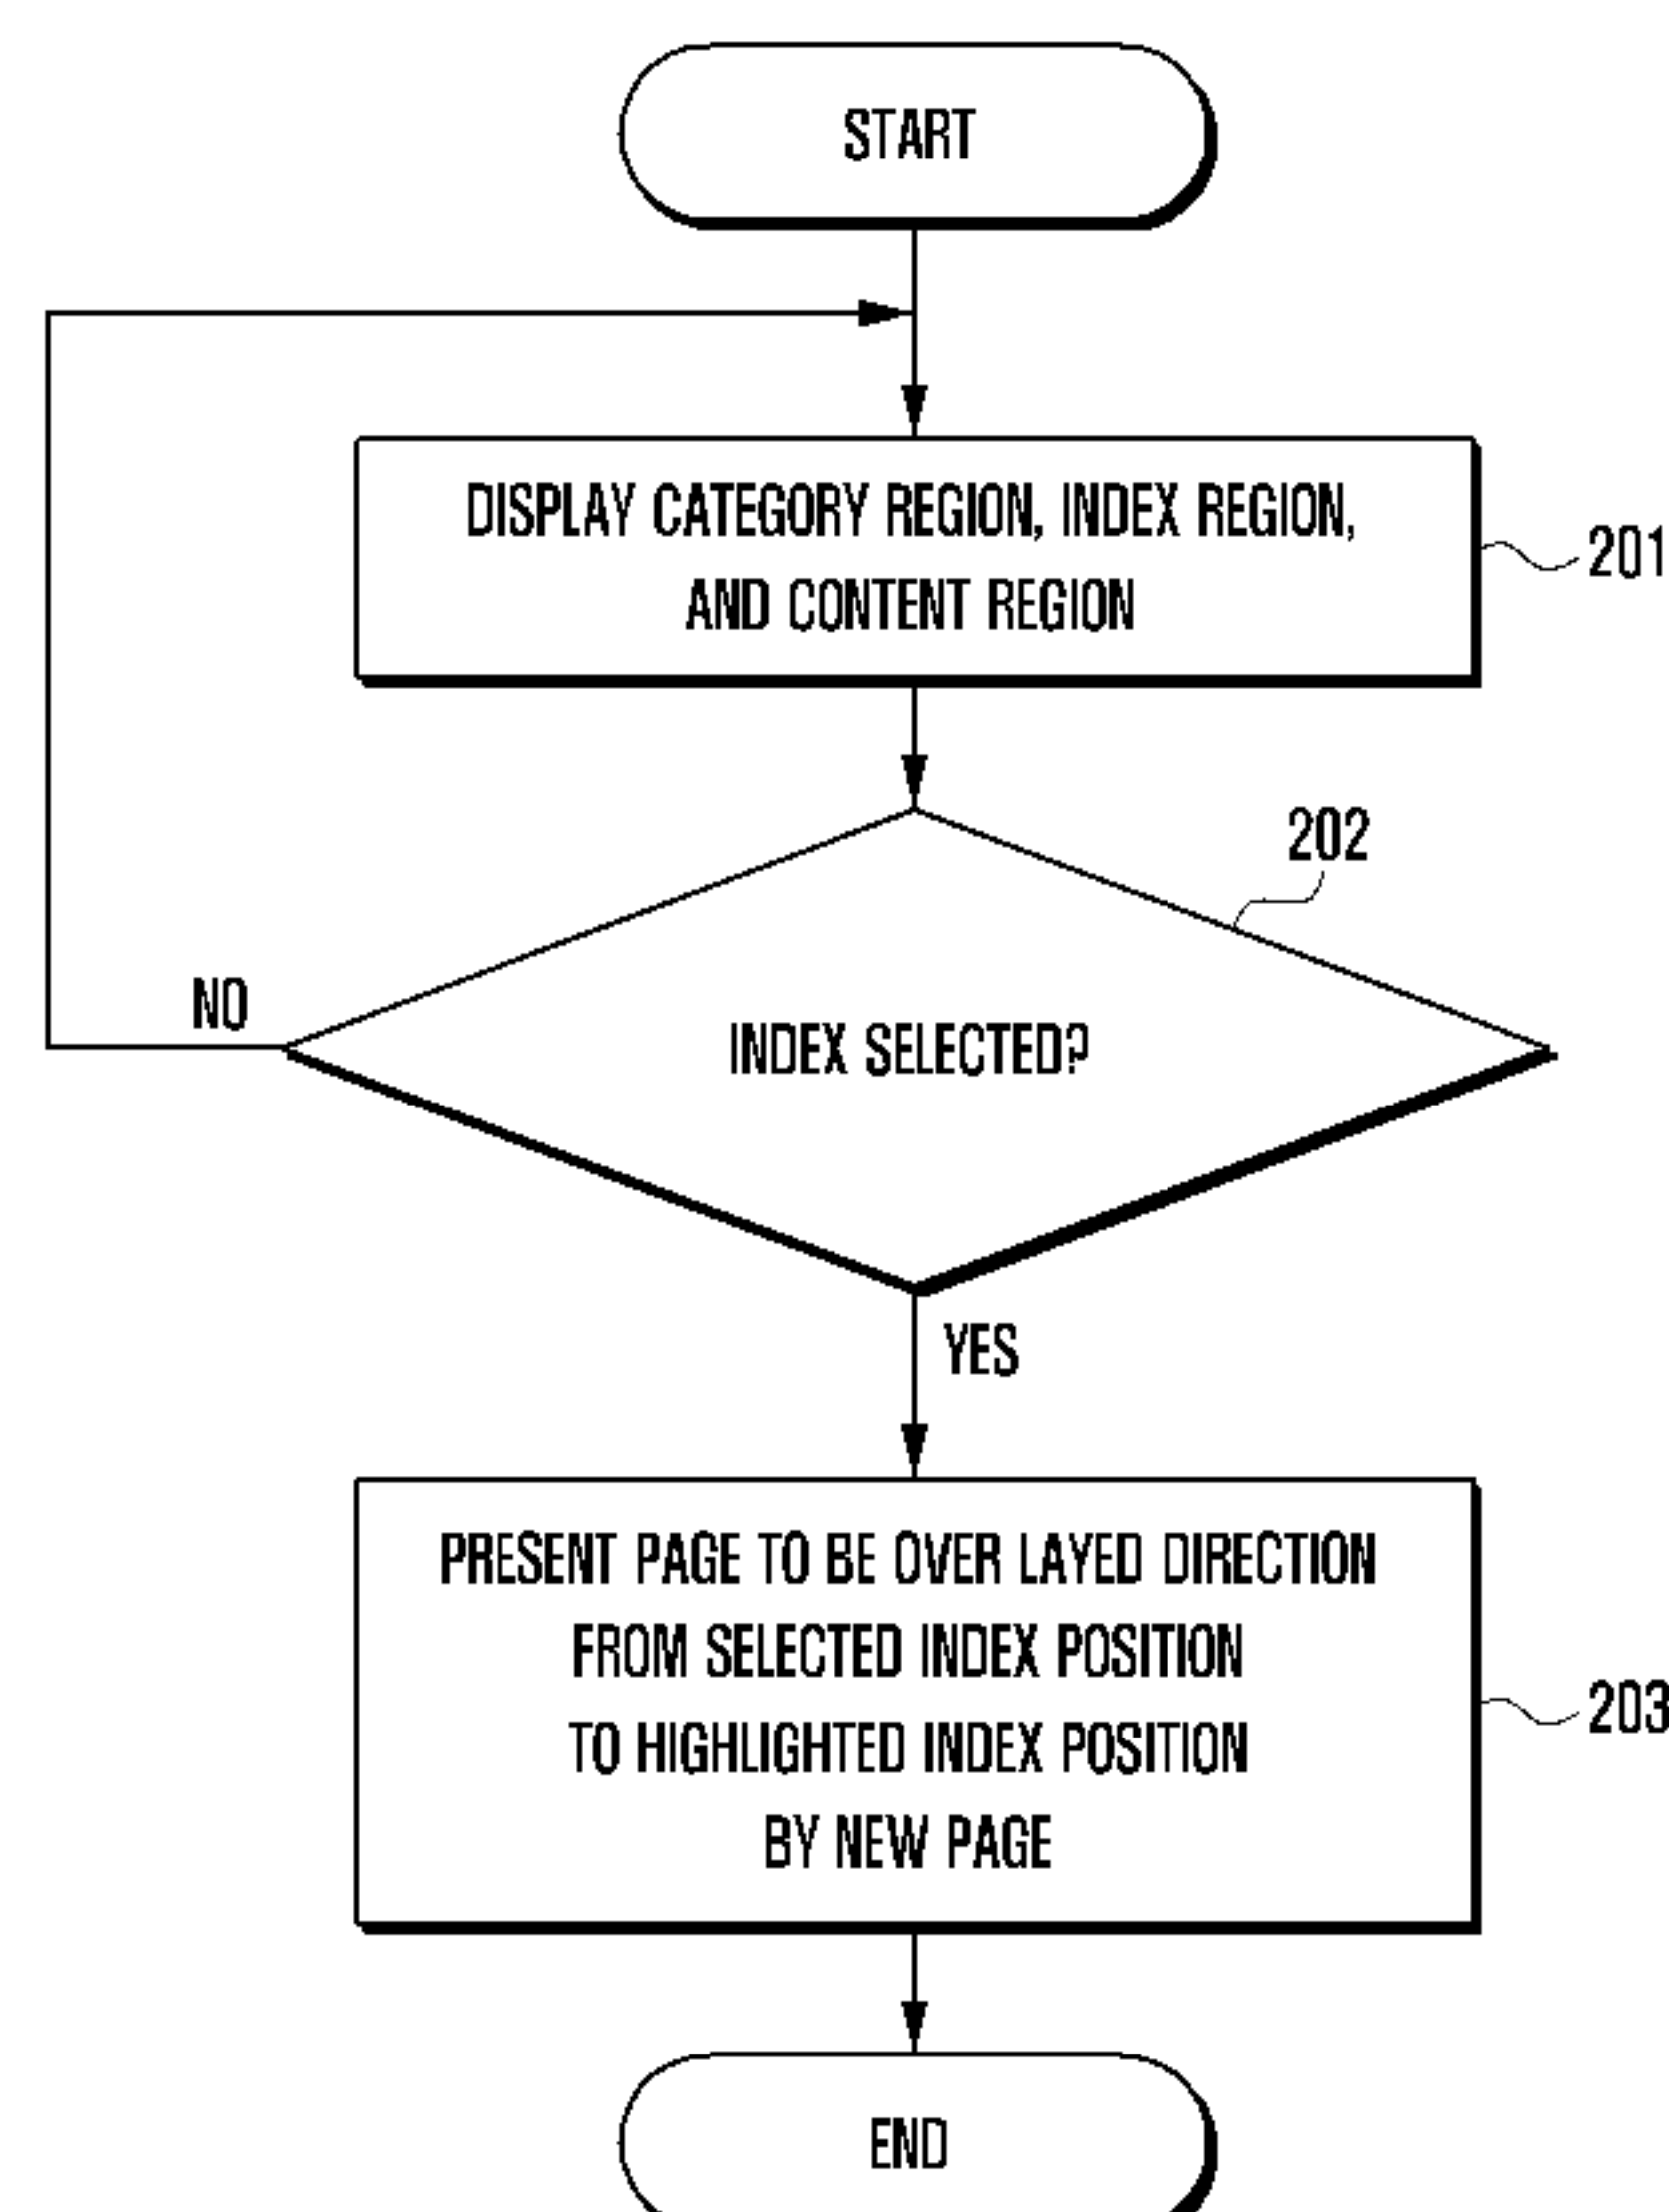 START
DISPLAY CATEGORY REGION, INDEX REGION,
AND CONTENT REGION
201
202
NO
INDEX SELECTED?
YES
PRESENT PAGE TO BE OVER LAYED DIRECTION
FROM SELECTED INDEX POSITION
TO HIGHLIGHTED INDEX POSITION
BY NEW PAGE
203
END